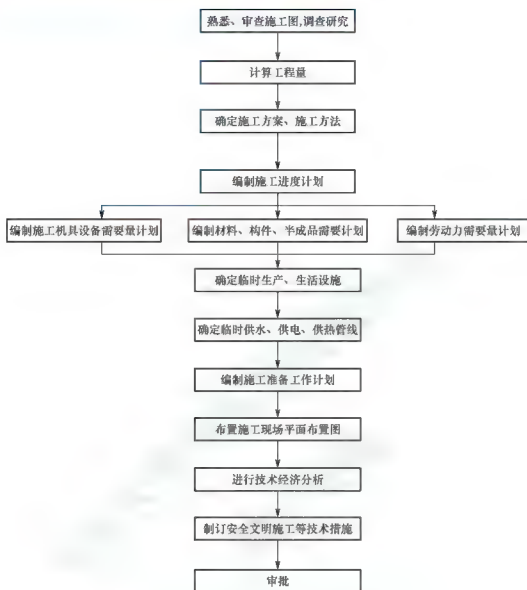 熟悉、审查施工图,调查研究
计算工程量
确定施工方案、施工方法
编制施工进度计划
编制施工机具设备需要量计划
编制材料、构件、半成品需要计划
编制劳动力需要量计划
确定临时生产、生活设施
确定临时供水、供电、供热管线
编制施工准备工作计划
布置施工现场平面布置图
进行技术经济分析
制订安全文明施工等技术措施
审批